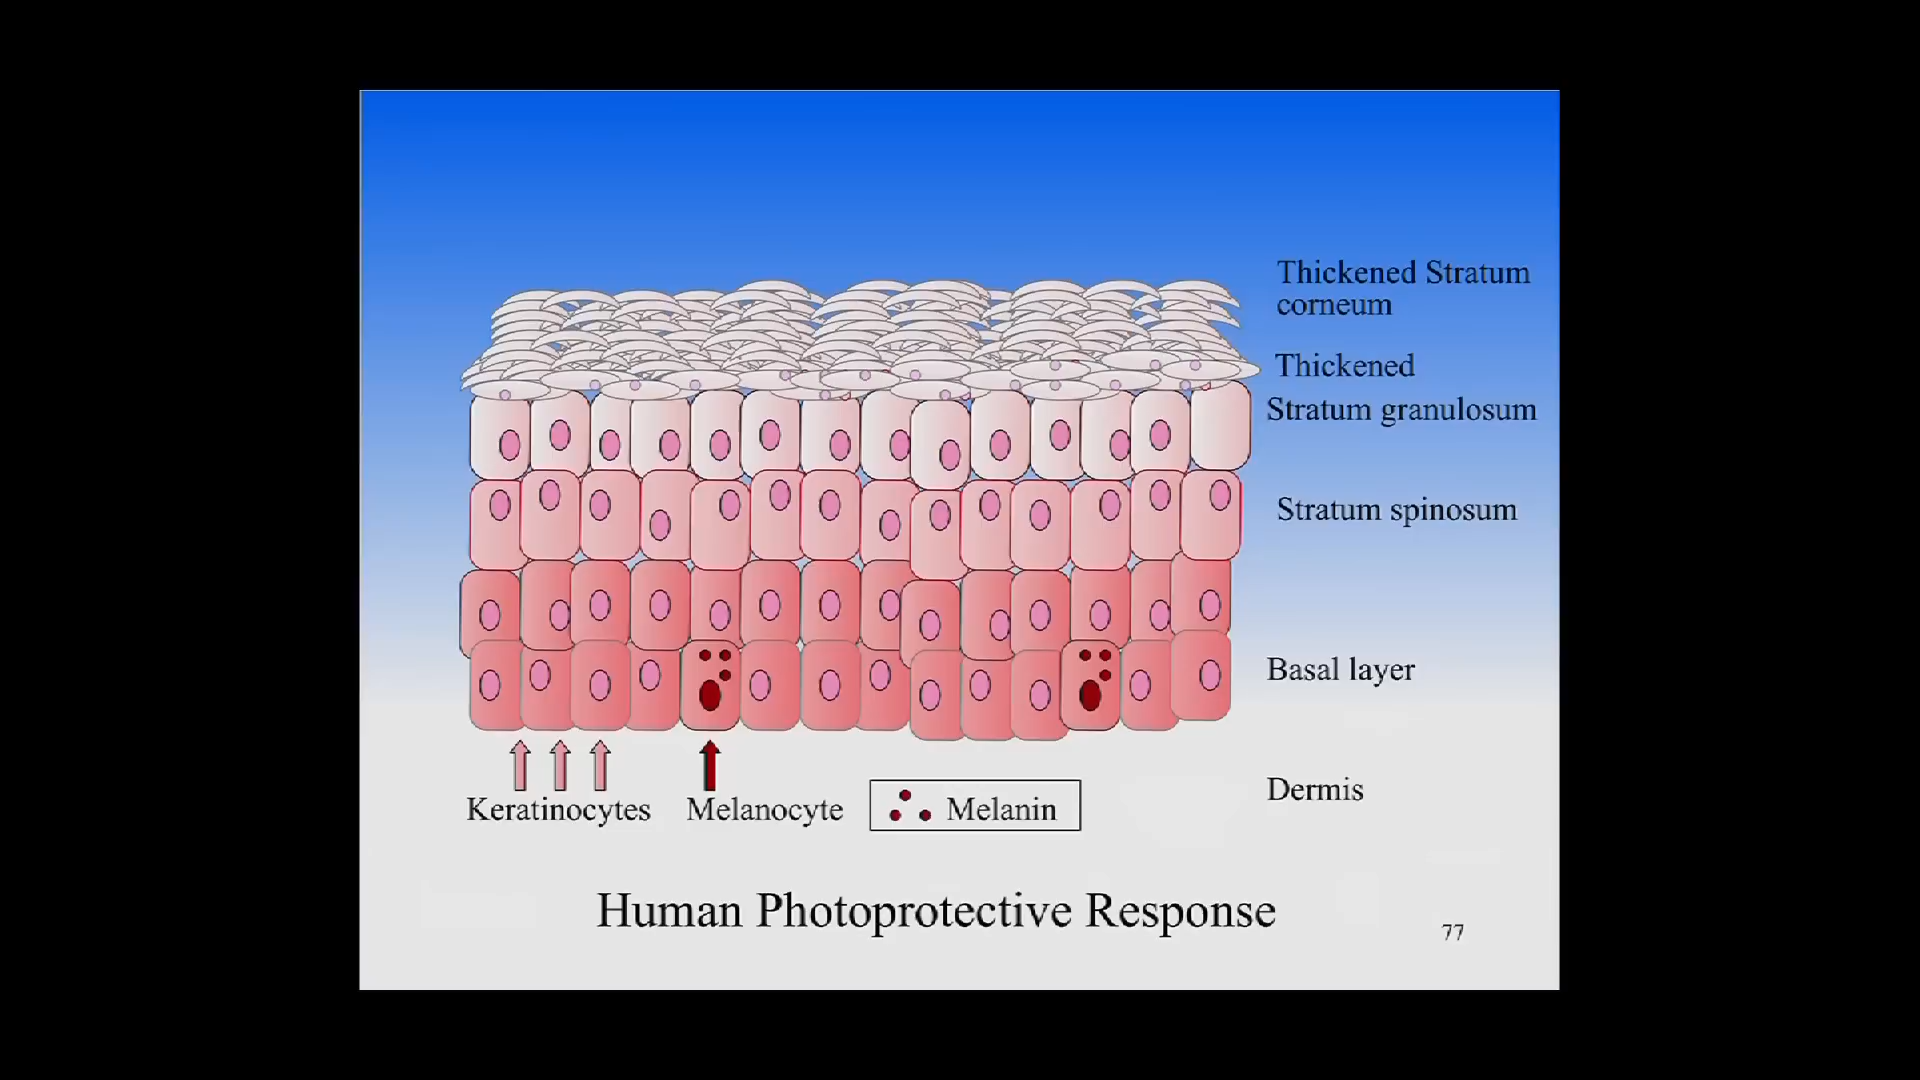 Thickened Stratum
corneum
Thickened
Stratum granulosum
Stratum spinosum
Basal layer
Keratinocytes
Melanocyte
Melanin
Dermis
Human Photoprotective Response
77